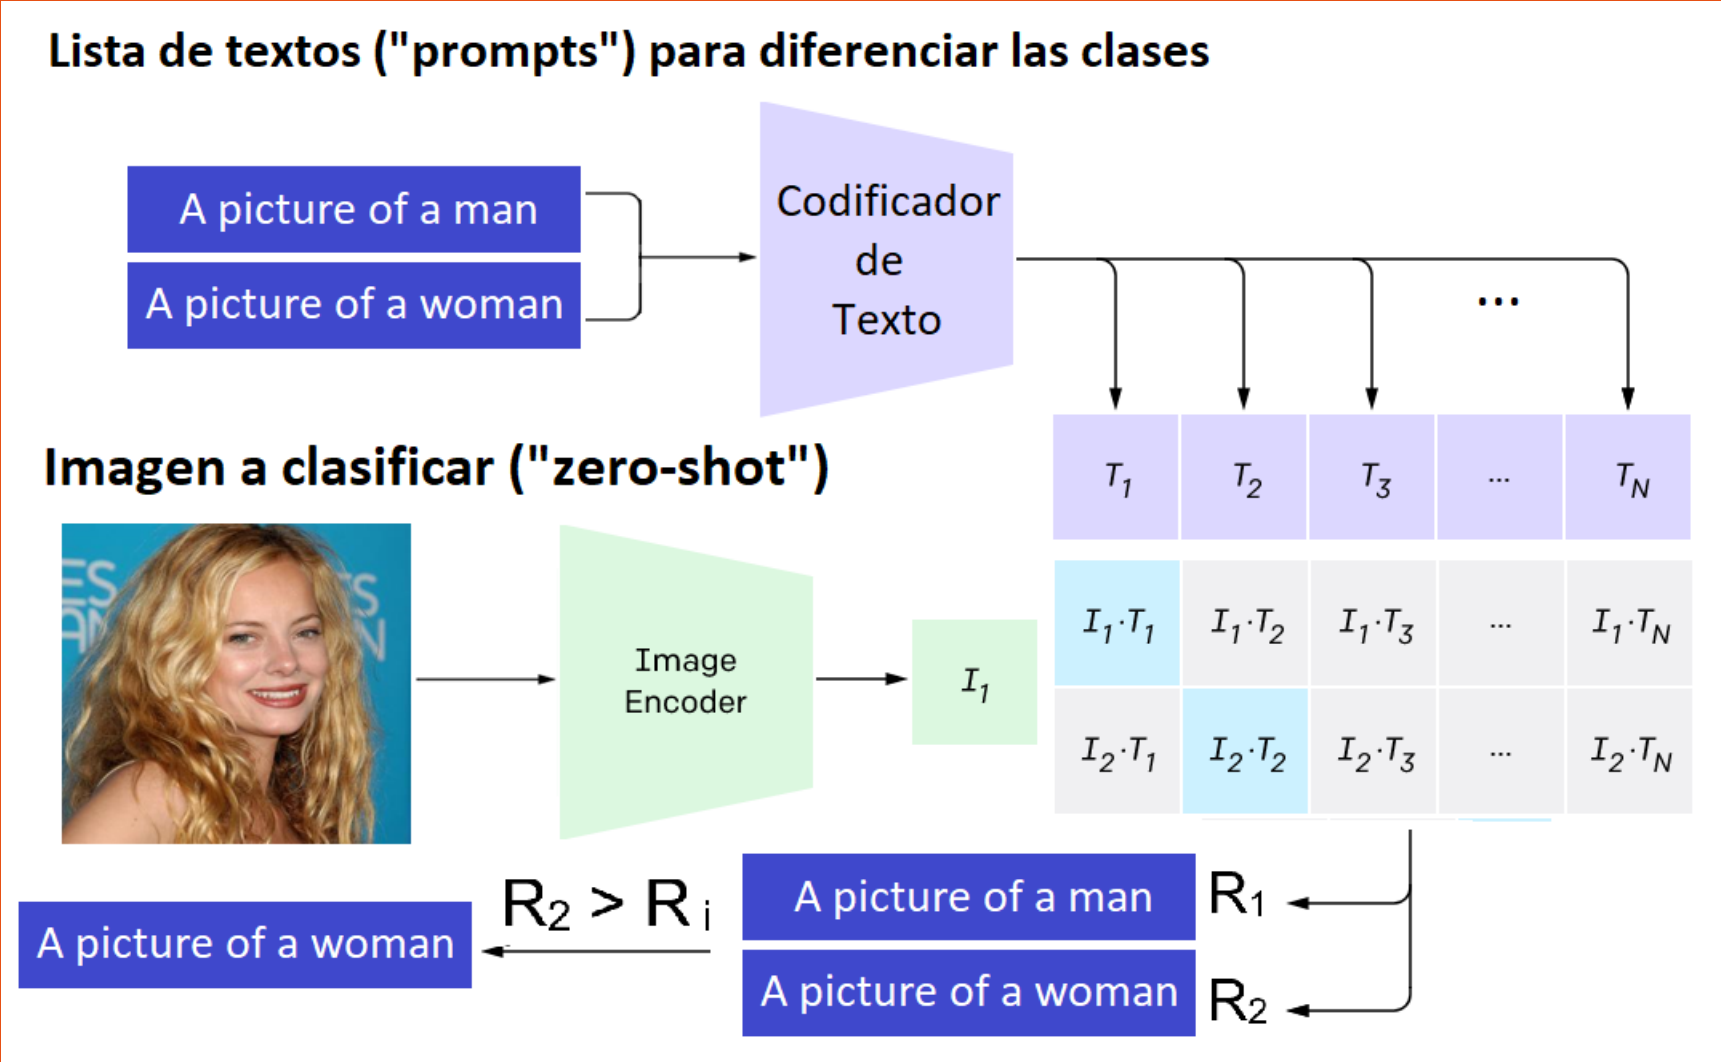 Lista de textos ("prompts") para diferenciar las clases
A picture of a man
A picture of a woman
Codificador
de
Texto
...
Imagen a clasificar ("zero-shot")
T1 T2 T3 ... TN
ES
AN
ES
N
Image
Encoder
I1
I1·T1 I1·T2 I1·T3 ... I1·TN
I2·T1 I2·T2 I2·T3 ... I2·TN
A picture of a man R1
A picture of a woman R2
R2 > Ri
A picture of a woman